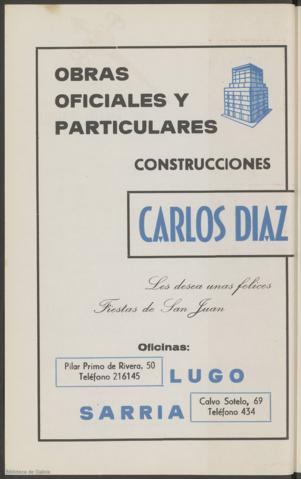 OBRAS
OFICIALES Y
PARTICULARES
CONSTRUCCIONES
CARLOS DIAZ
Les desea unas felices
Fiestas de San Juan
Oficinas:
Pilar Primo de Rivera, 50
Teléfono 216145
LUGO
SARRIA
Calvo Sotelo, 69
Teléfono 434
Biblioteca de Galicia